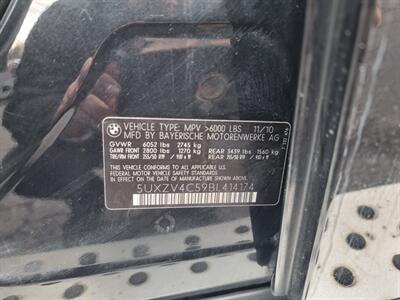 BMW
VEHICLE TYPE: MPV >6000 LBS 11/10
MFD BY BAYERISCHE MOTORENWERKE AG
GVWR 6052 lbs 2745 kg
GAWR FRONT 2800 lbs 1270 kg REAR 3439 lbs 1560 kg
THIS VEHICLE CONFORMS TO ALL APPLICABLE
FEDERAL MOTOR VEHICLE SAFETY STANDARDS
IN EFFECT ON THE DATE OF MANUFACTURE SHOWN
ABOVE.
5UXZV4C59BL414174